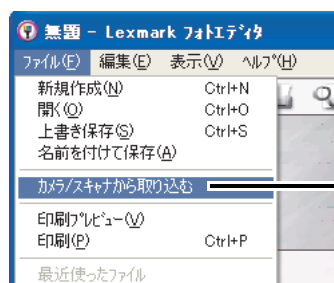 無題 - Lexmark フォトエディタ
ファイル(F) 編集(E) 表示(V) ヘルプ(H)
新規作成(N) Ctrl+N
開く(O) Ctrl+O
上書き保存(S) Ctrl+S
名前を付けて保存(A)
カメラ/スキャナから取り込む
印刷プレビュー(V)
印刷(P) Ctrl+P
最近使ったファイル